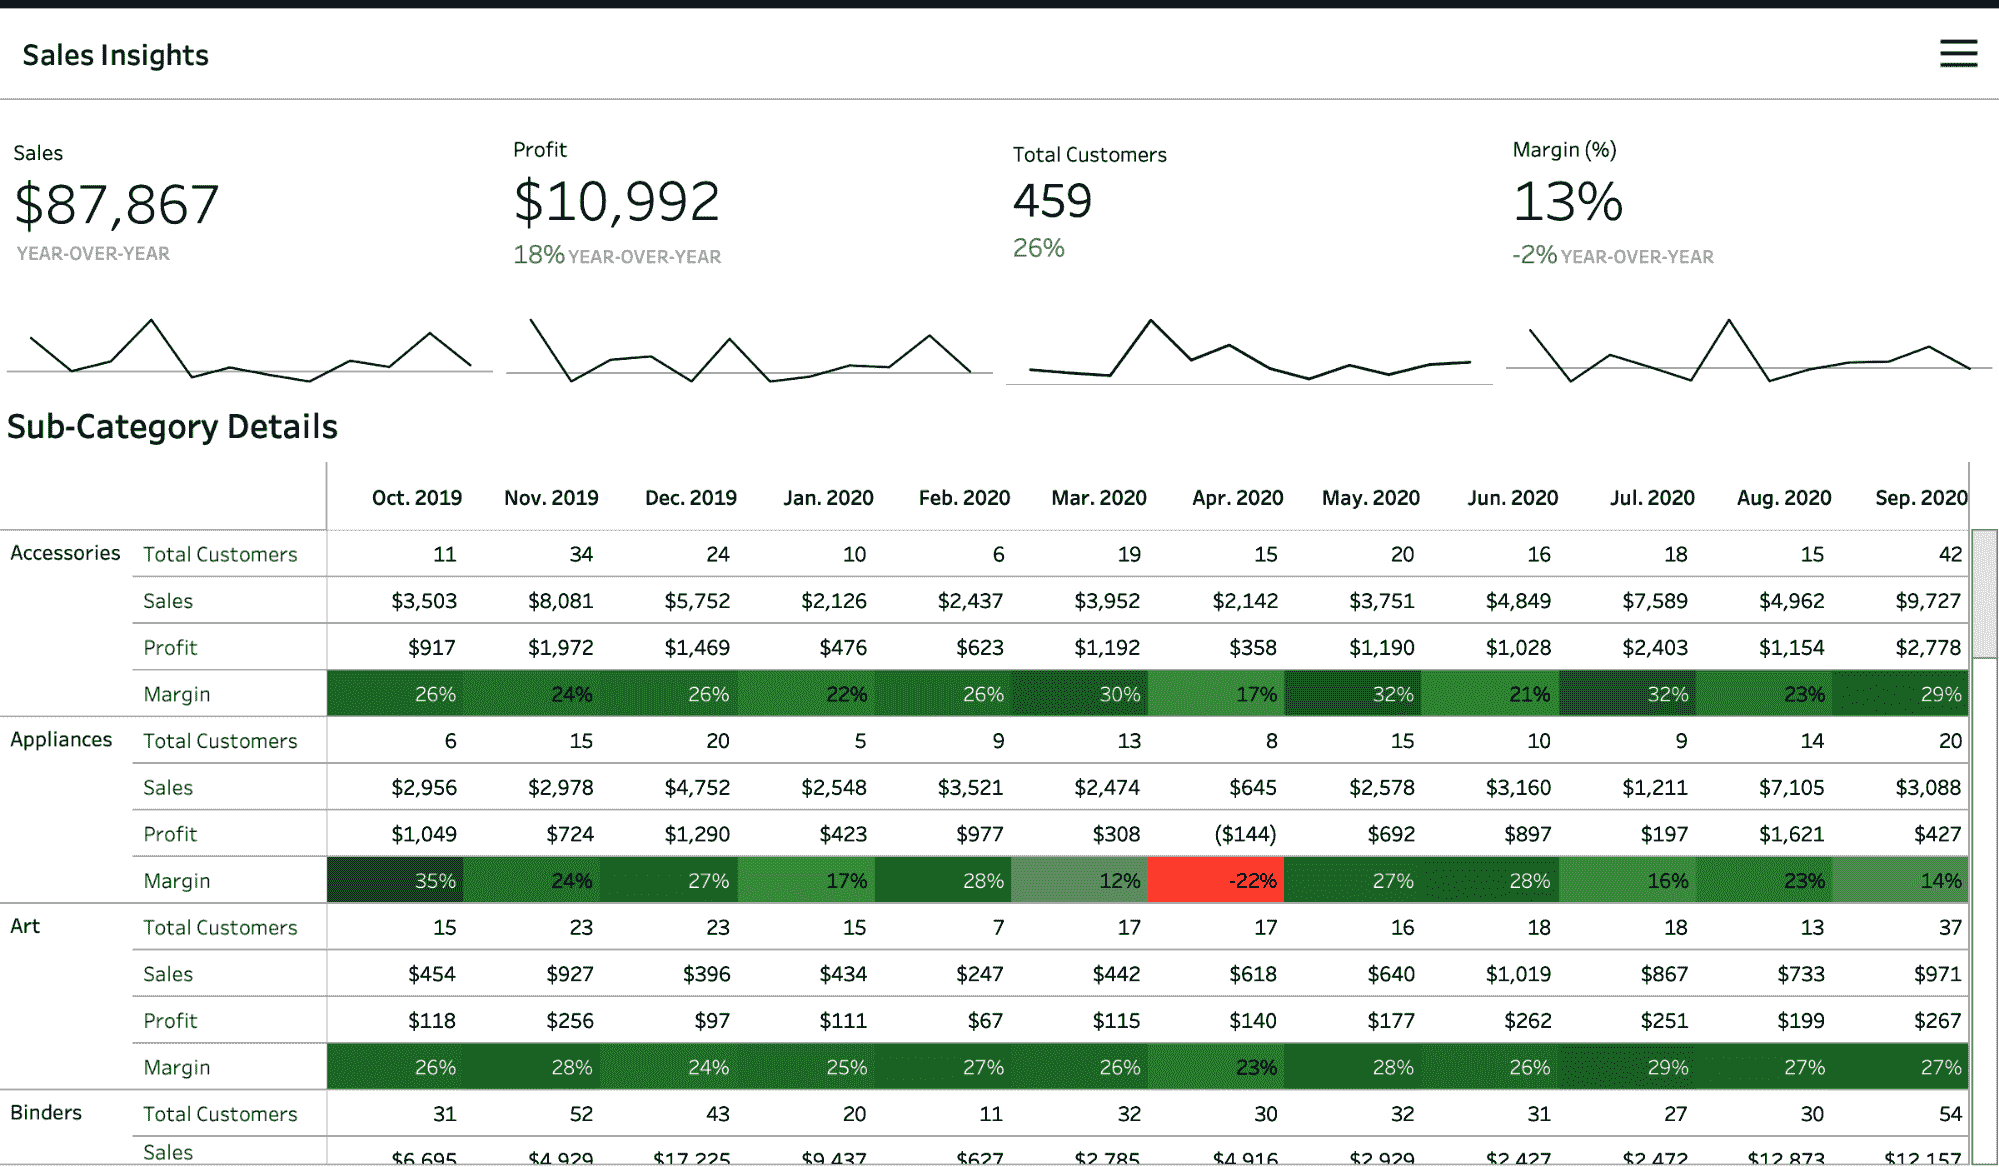 Sales Insights
Sales Profit Total Customers Margin (%)
$87,867 $10,992 459 13%
YEAR-OVER-YEAR 18% YEAR-OVER-YEAR 26% -2% YEAR-OVER-YEAR
Sub-Category Details
Oct. 2019 Nov. 2019 Dec. 2019 Jan. 2020 Feb. 2020 Mar. 2020 Apr. 2020 May. 2020 Jun. 2020 Jul. 2020 Aug. 2020 Sep. 2020
Accessories Total Customers 11 34 24 10 6 19 15 20 16 18 15 42
Sales $3,503 $8,081 $5,752 $2,126 $2,437 $3,952 $2,142 $3,751 $4,849 $7,589 $4,962 $9,727
Profit $917 $1,972 $1,469 $476 $623 $1,192 $358 $1,190 $1,028 $2,403 $1,154 $2,778
Margin 26% 24% 26% 22% 26% 30% 17% 32% 21% 32% 23% 29%
Appliances Total Customers 6 15 20 5 9 13 8 15 10 9 14 20
Sales $2,956 $2,978 $4,752 $2,548 $3,521 $2,474 $645 $2,578 $3,160 $1,211 $7,105 $3,088
Profit $1,049 $724 $1,290 $423 $977 $308 ($144) $692 $897 $197 $1,621 $427
Margin 35% 24% 27% 17% 28% 12% -22% 27% 28% 16% 23% 14%
Art Total Customers 15 23 23 15 7 17 17 16 18 18 13 37
Sales $454 $927 $396 $434 $247 $442 $618 $640 $1,019 $867 $733 $971
Profit $118 $256 $97 $111 $67 $115 $140 $177 $262 $251 $199 $267
Margin 26% 28% 24% 25% 27% 26% 23% 28% 26% 29% 27% 27%
Binders Total Customers 31 52 43 20 11 32 30 32 31 27 30 54
Sales $6,695 $4,929 $17,225 $9,437 $627 $2,785 $4,916 $2,929 $2,427 $2,472 $12,873 $12,157